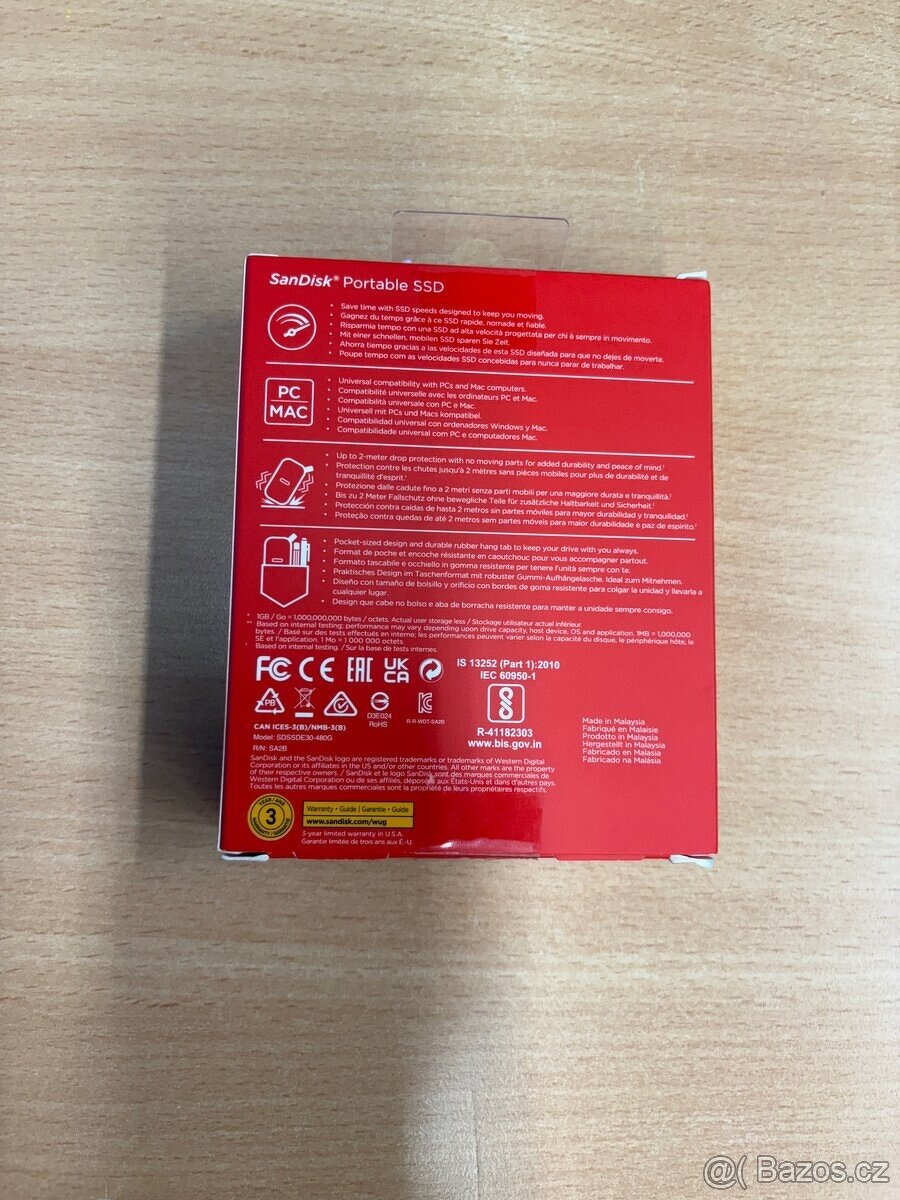 SanDisk® Portable SSD
• Save time with SSD speeds designed to keep you moving.
• Gagnez du temps grâce à ce SSD rapide, nomade et fiable.
• Risparmia tempo con una SSD ad alta velocità progettata per chi è sempre in movimento.
• Mit einer schnellen, mobilen SSD sparen Sie Zeit.
• Ahorra tiempo gracias a las velocidades de esta SSD diseñada para que no dejes de moverte.
• Poupe tempo com as velocidades SSD concebidas para nunca parar de trabalhar.
PC
MAC
• Universal compatibility with PCs and Mac computers.
• Compatibilité universelle avec les ordinateurs PC et Mac.
• Compatibilità universale con PC e Mac.
• Universell mit PCs und Macs kompatibel.
• Compatibilidad universal con ordenadores Windows y Mac.
• Compatibilidade universal com PC e computadores Mac.
• Up to 2-meter drop protection with no moving parts for added durability and peace of mind.†
• Protection contre les chutes jusqu'à 2 mètres sans pièces mobiles pour plus de durabilité et de
tranquillité d'esprit.†
• Protezione dalle cadute fino a 2 metri senza parti mobili per una maggiore durata e tranquillità.†
• Bis zu 2 Meter Fallschutz ohne bewegliche Teile für zusätzliche Haltbarkeit und Sicherheit.†
• Protección contra caídas de hasta 2 metros sin partes móviles para mayor durabilidad y tranquilidad.†
• Proteção contra quedas de até 2 metros sem partes móveis para maior durabilidade e paz de espírito.†
• Pocket-sized design and durable rubber hang tab to keep your drive with you always.
• Format de poche et encoche résistante en caoutchouc pour vous accompagner partout.
• Formato tascabile e occhiello in gomma resistente per tenere l'unità sempre con te.
• Praktisches Design im Taschenformat mit robuster Gummi-Aufhängelasche. Ideal zum Mitnehmen.
• Diseño con tamaño de bolsillo y orificio con bordes de goma resistente para colgar la unidad y llevarla a
cualquier lugar.
• Design que cabe no bolso e aba de borracha resistente para manter a unidade sempre consigo.
* 1GB / Go = 1,000,000,000 bytes / octets. Actual user storage less / Stockage utilisateur actuel inférieur.
** Based on internal testing; performance may vary depending upon drive capacity, host device, OS and application. 1MB = 1,000,000
bytes. / Basé sur des tests effectués en interne; les performances peuvent varier selon la capacité du disque, le périphérique hôte, le
SE et l'application. 1 Mo = 1 000 000 octets.
† Based on internal testing. / Sur la base de tests internes.
FC CE EAC UK CA
IS 13252 (Part 1):2010
IEC 60950-1
PB
D3E024
RoHS
R-R-WDT-SA2B
R-41182303
www.bis.gov.in
CAN ICES-3(B)/NMB-3(B)
Model: SDSSDE30-480G
R/N: SA2B
Made in Malaysia
Fabriqué en Malaisie
Prodotto in Malaysia
Hergestellt in Malaysia
Fabricado en Malasia
Fabricado na Malásia
SanDisk and the SanDisk logo are registered trademarks or trademarks of Western Digital
Corporation or its affiliates in the US and/or other countries. All other marks are the property
of their respective owners. / SanDisk et le logo SanDisk sont des marques commerciales de
Western Digital Corporation ou de ses affiliés, déposées aux États-Unis et dans d'autres pays.
Toutes les autres marques commerciales sont la propriété de leurs propriétaires respectifs.
YEAR/ANS
3
WARRANTY/GARANTIE
Warranty • Guide | Garantie • Guide
www.sandisk.com/wug
3-year limited warranty in U.S.A.
Garantie limitée de trois ans aux É.-U.
@( Bazos.cz